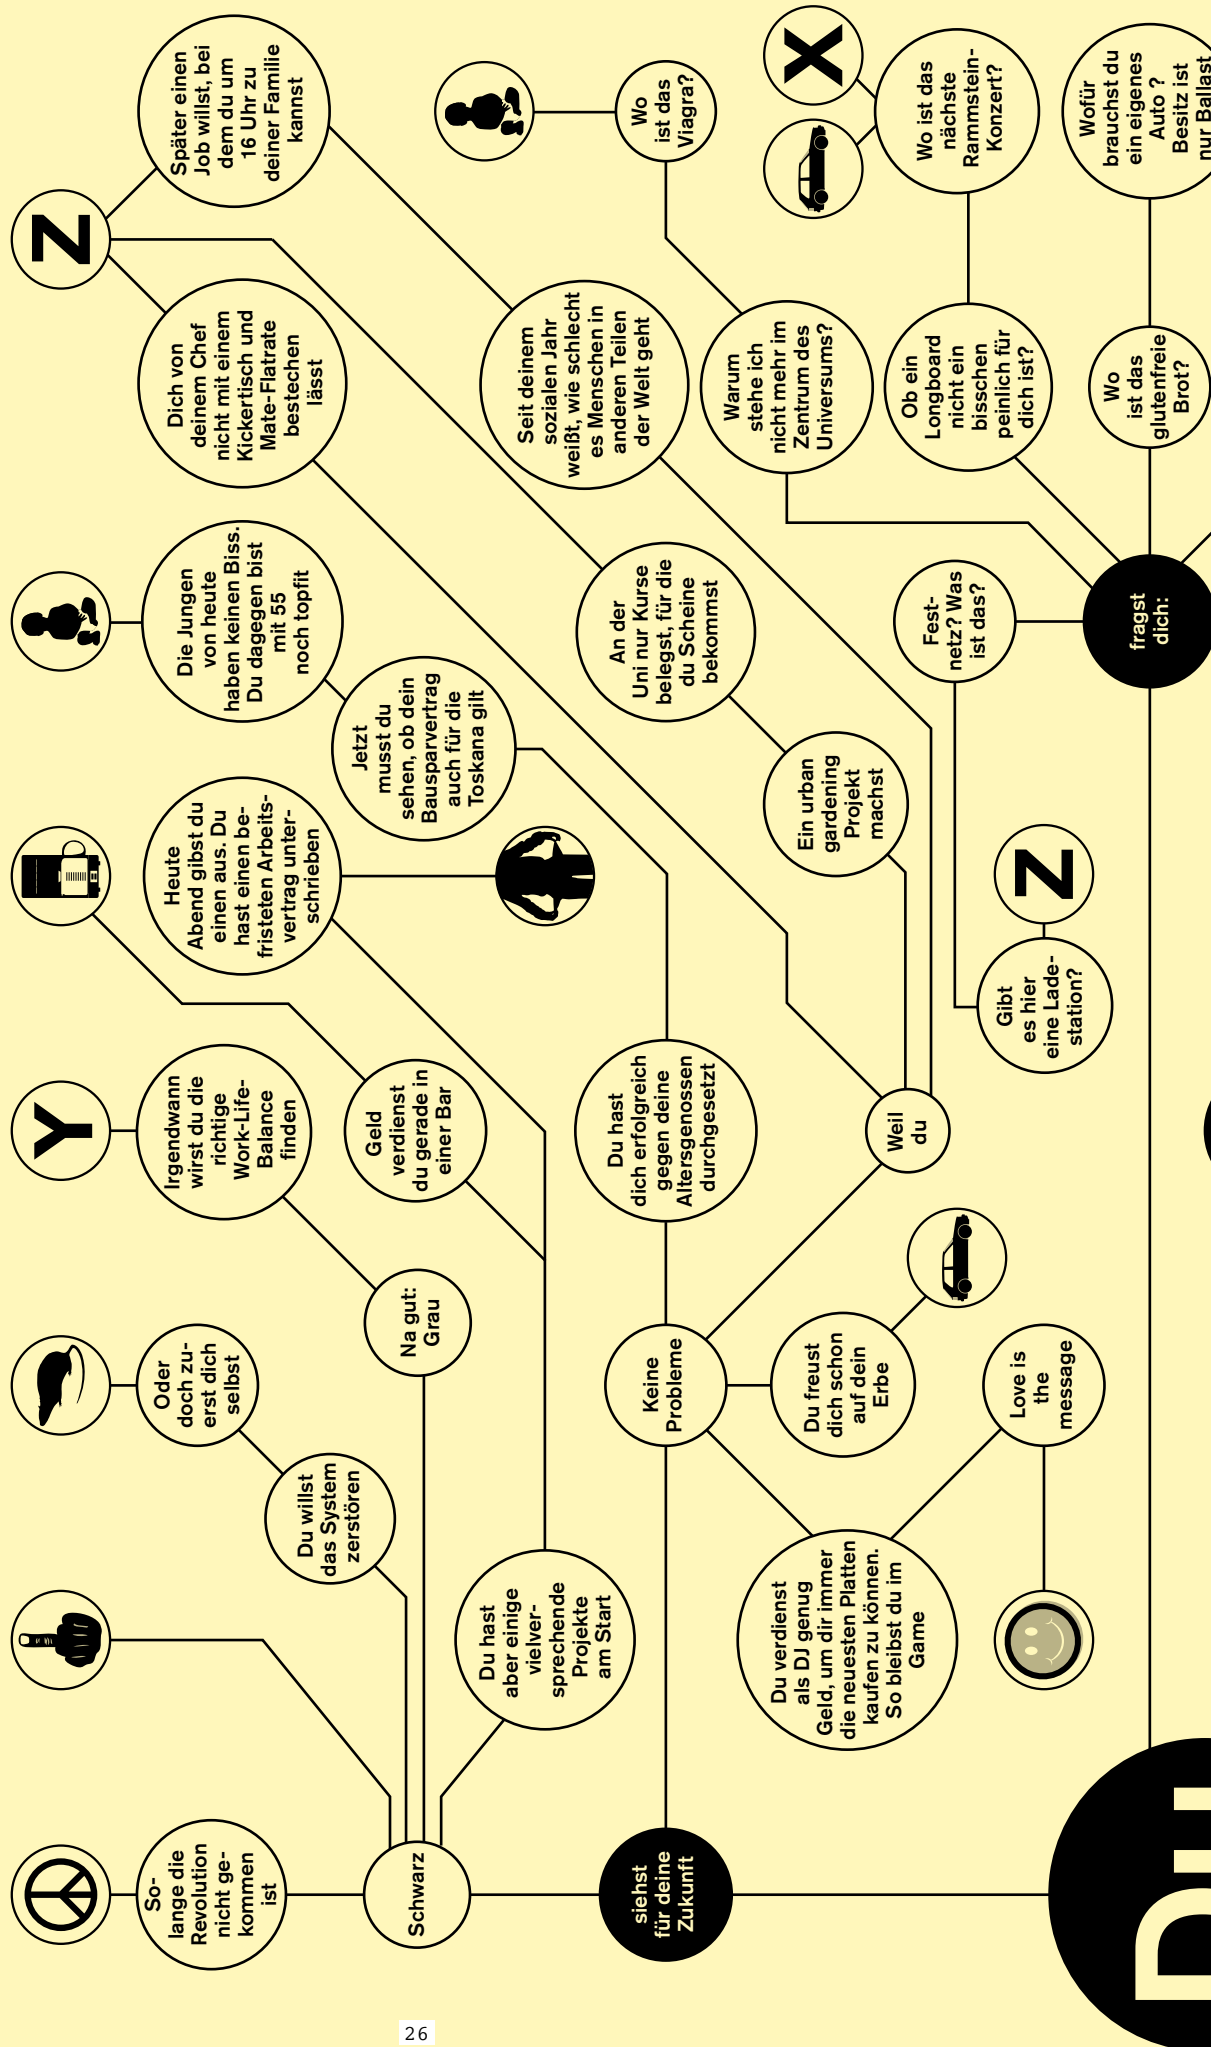 Z
Später einen
Job willst, bei
dem du um
16 Uhr zu
deiner Familie
kannst
Dich von
deinem Chef
nicht mit einem
Kickertisch und
Mate-Flatrate
bestechen
lässt
Die Jungen
von heute
haben keinen Biss.
Du dagegen bist
mit 55
noch topfit
Jetzt
musst du
sehen, ob dein
Bausparvertrag
auch für die
Toskana gilt
Heute
Abend gibst du
einen aus. Du
hast einen be-
fristeten Arbeits-
vertrag unter-
schrieben
Y
Irgendwann
wirst du die
richtige
Work-Life-
Balance
finden
Geld
verdienst
du gerade in
einer Bar
Na gut:
Grau
Oder
doch zu-
erst dich
selbst
Du willst
das System
zerstören
So-
lange die
Revolution
nicht ge-
kommen
ist
Schwarz
Du hast
aber einige
vielver-
sprechende
Projekte
am Start
siehst
für deine
Zukunft
Keine
Probleme
Du hast
dich erfolgreich
gegen deine
Altersgenossen
durchgesetzt
Seit deinem
sozialen Jahr
weißt, wie schlecht
es Menschen in
anderen Teilen
der Welt geht
An der
Uni nur Kurse
belegst, für die
du Scheine
bekommst
Ein urban
gardening
Projekt
machst
Weil
du
Du freust
dich schon
auf dein
Erbe
Du verdienst
als DJ genug
Geld, um dir immer
die neuesten Platten
kaufen zu können.
So bleibst du im
Game
Love is
the
message
Wo
ist das
Viagra?
Warum
stehe ich
nicht mehr im
Zentrum des
Universums?
X
Wo ist das
nächste
Rammstein-
Konzert?
Ob ein
Longboard
nicht ein
bisschen
peinlich für
dich ist?
Wofür
brauchst du
ein eigenes
Auto ?
Besitz ist
nur Ballast
Wo
ist das
glutenfreie
Brot?
Fest-
netz? Was
ist das?
Z
Gibt
es hier
eine Lade-
station?
fragst
dich:
Du
26